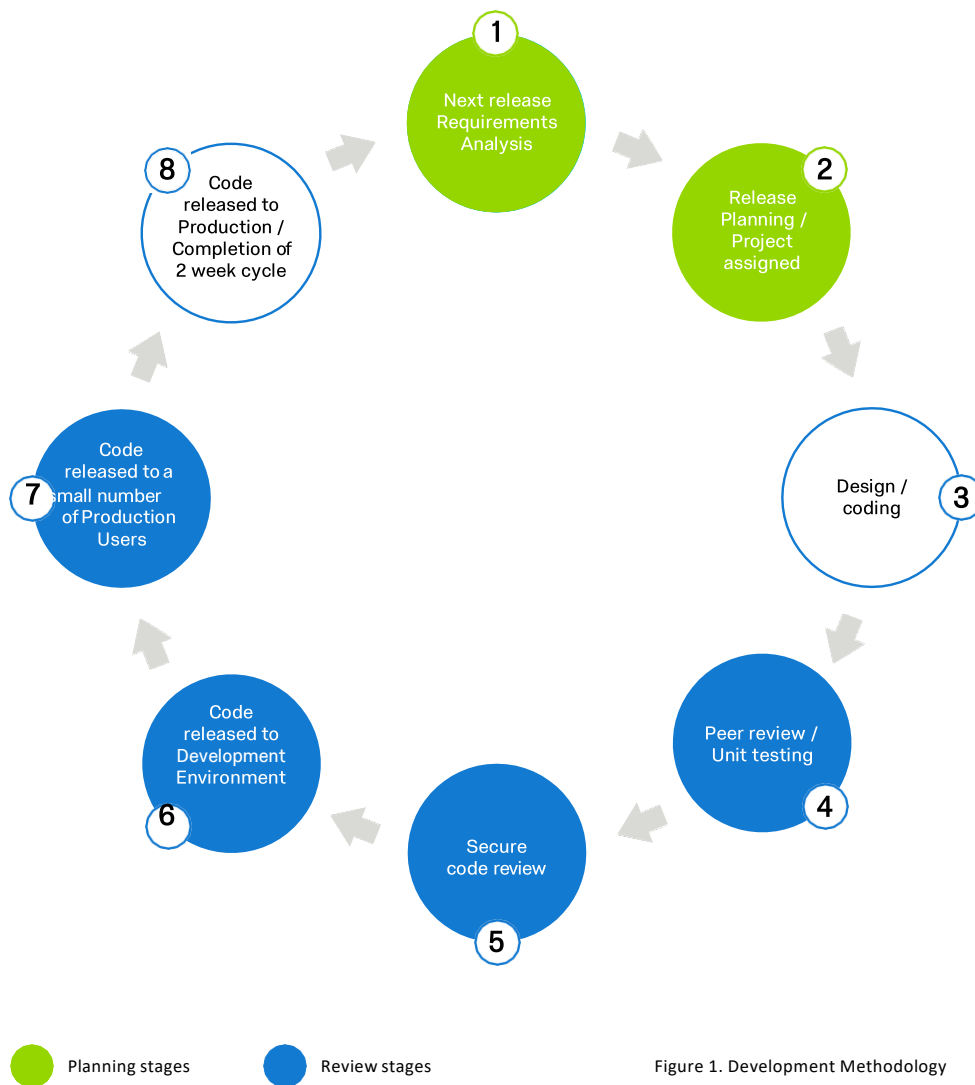 1
Next release
Requirements
Analysis
2
Release
Planning /
Project
assigned
3
Design /
coding
4
Peer review /
Unit testing
5
Secure
code review
6
Code
released to
Development
Environment
7
Code
released to a
small number
of Production
Users
8
Code
released to
Production /
Completion of
2 week cycle
Planning stages
Review stages
Figure 1. Development Methodology